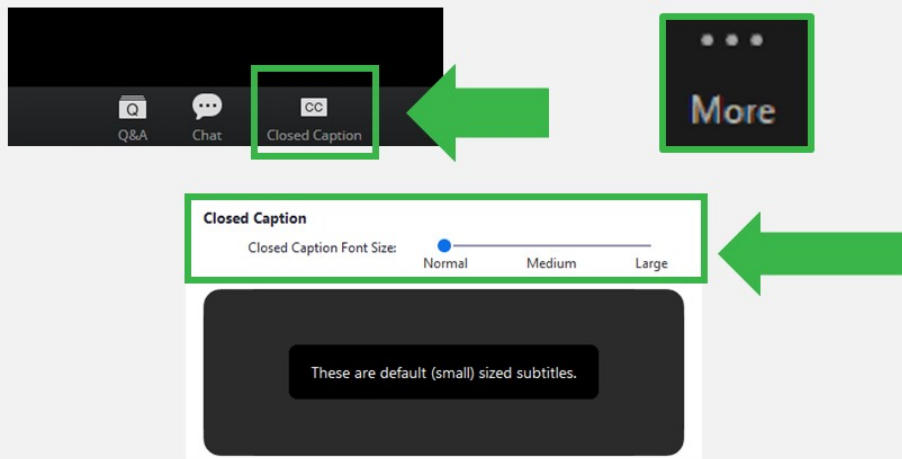 Q
CC
Q&A
Chat
Closed Caption
More
Closed Caption
Closed Caption Font Size:
Normal Medium Large
These are default (small) sized subtitles.